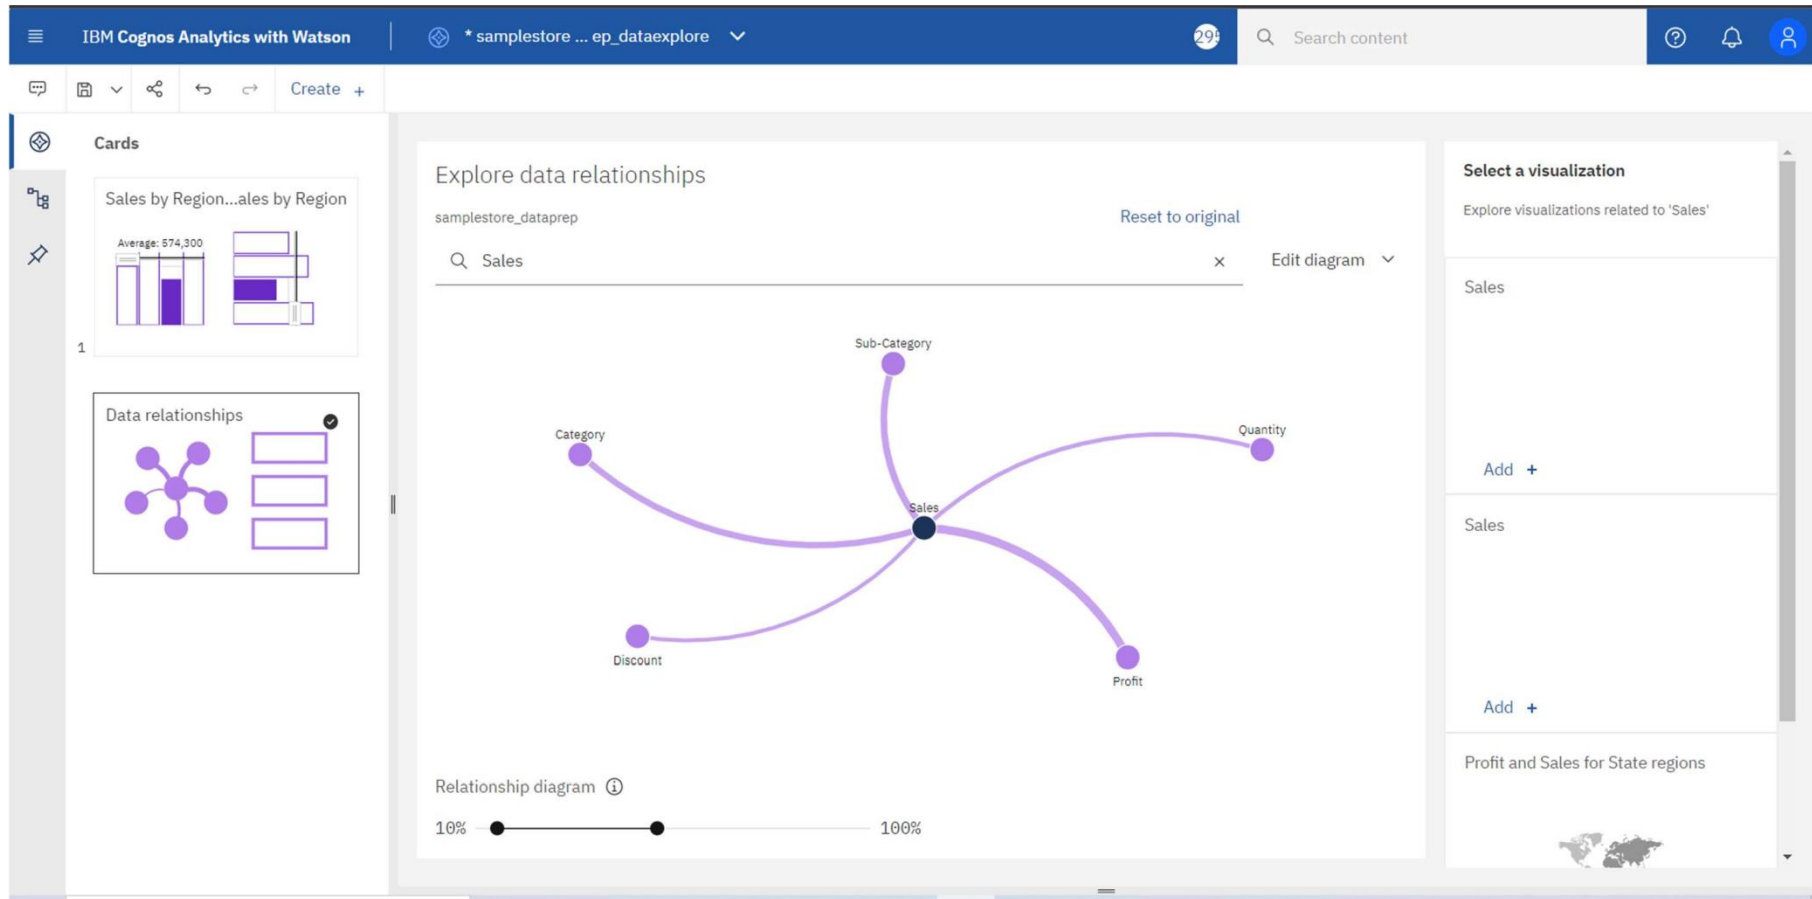 IBM Cognos Analytics with Watson
* samplestore ... ep_dataexplore
Search content
Create +
Cards
Sales by Region...ales by Region
Average: 574,300
1
Data relationships
Explore data relationships
samplestore_dataprep
Reset to original
Sales
Edit diagram
Sub-Category
Category
Quantity
Sales
Discount
Profit
Relationship diagram
10%
100%
Select a visualization
Explore visualizations related to 'Sales'
Sales
Add +
Sales
Add +
Profit and Sales for State regions